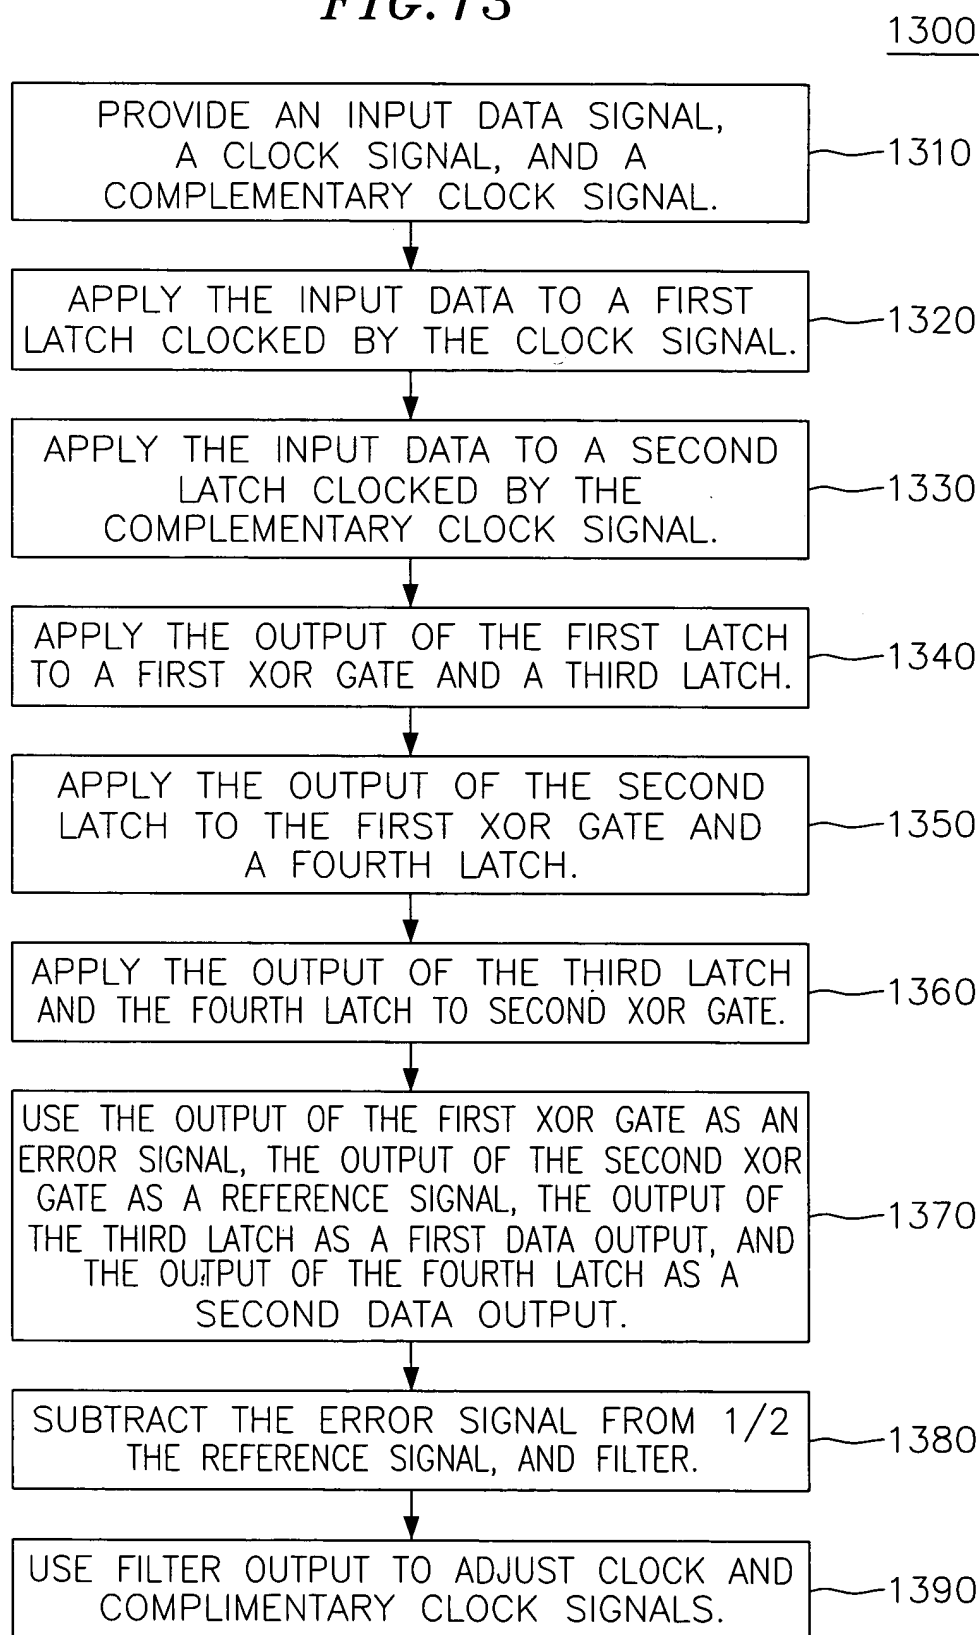 FIG. 13
1300
PROVIDE AN INPUT DATA SIGNAL,
A CLOCK SIGNAL, AND A
COMPLEMENTARY CLOCK SIGNAL.
1310
APPLY THE INPUT DATA TO A FIRST
LATCH CLOCKED BY THE CLOCK SIGNAL.
1320
APPLY THE INPUT DATA TO A SECOND
LATCH CLOCKED BY THE
COMPLEMENTARY CLOCK SIGNAL.
1330
APPLY THE OUTPUT OF THE FIRST LATCH
TO A FIRST XOR GATE AND A THIRD LATCH.
1340
APPLY THE OUTPUT OF THE SECOND
LATCH TO THE FIRST XOR GATE AND
A FOURTH LATCH.
1350
APPLY THE OUTPUT OF THE THIRD LATCH
AND THE FOURTH LATCH TO SECOND XOR GATE.
1360
USE THE OUTPUT OF THE FIRST XOR GATE AS AN
ERROR SIGNAL, THE OUTPUT OF THE SECOND XOR
GATE AS A REFERENCE SIGNAL, THE OUTPUT OF
THE THIRD LATCH AS A FIRST DATA OUTPUT, AND
THE OUTPUT OF THE FOURTH LATCH AS A
SECOND DATA OUTPUT.
1370
SUBTRACT THE ERROR SIGNAL FROM 1/2
THE REFERENCE SIGNAL, AND FILTER.
1380
USE FILTER OUTPUT TO ADJUST CLOCK AND
COMPLIMENTARY CLOCK SIGNALS.
1390